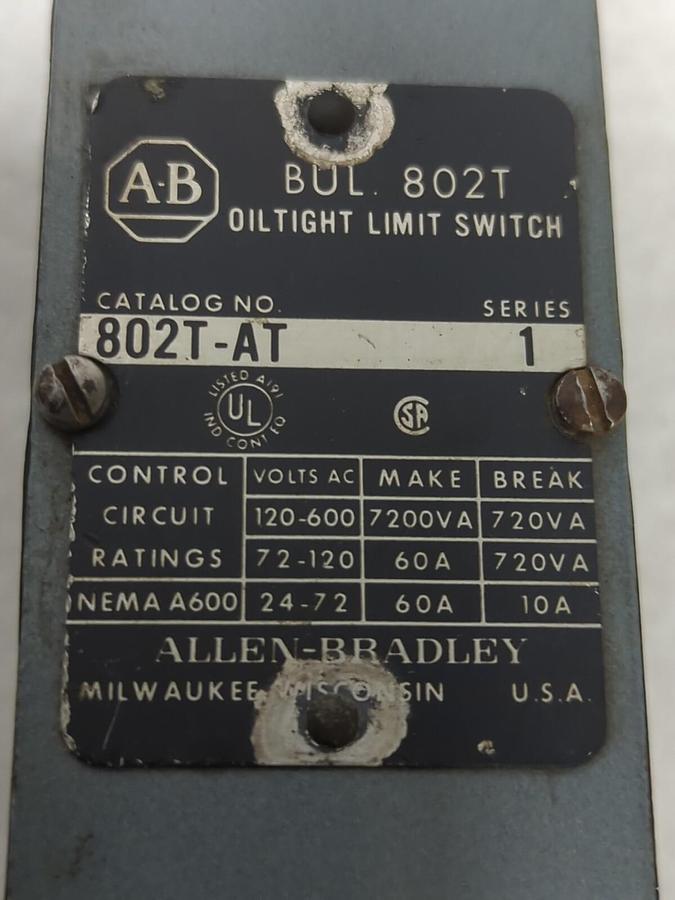 A-B
BUL. 802T
OILTIGHT LIMIT SWITCH
CATALOG NO. SERIES
802T-AT 1
LISTED A191
UL
IND CONT EQ
SA
CONTROL VOLTS AC MAKE BREAK
CIRCUIT 120-600 7200VA 720VA
RATINGS 72-120 60A 720VA
NEMA A600 24-72 60A 10A
ALLEN-BRADLEY
MILWAUKEE, WISCONSIN U.S.A.